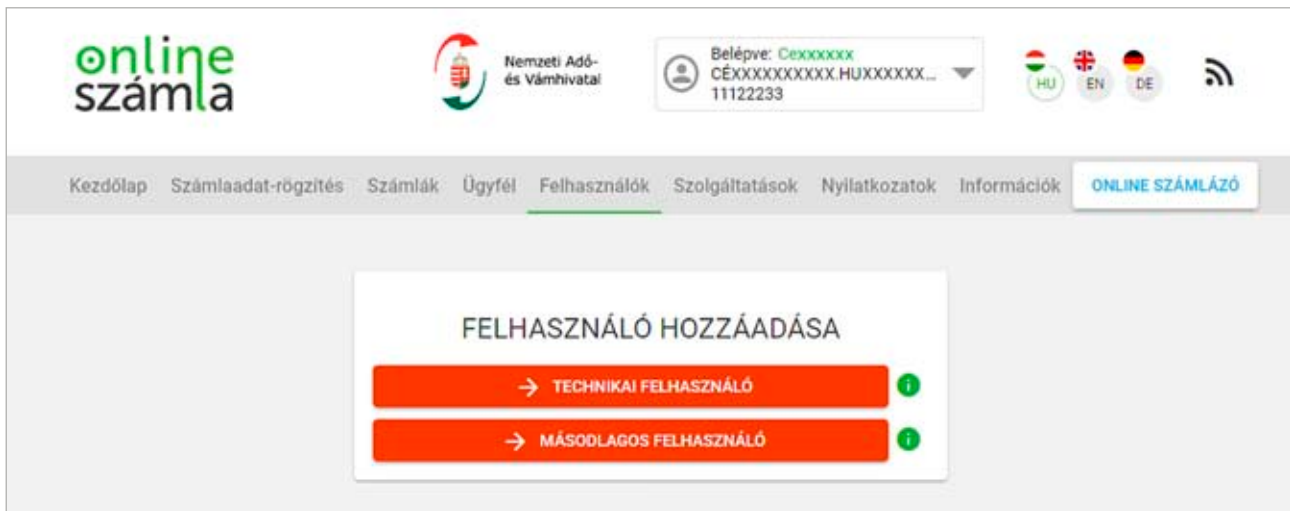 online
számla
Nemzeti Adó-
és Vámhivatal
Belépve: Cexxxxxx
CÉXXXXXXXXXX.HUXXXXXX...
11122233
HU EN DE
Kezdőlap Számlaadat-rögzítés Számlák Ügyfél Felhasználók Szolgáltatások Nyilatkozatok Információk ONLINE SZÁMLÁZÓ
FELHASZNÁLÓ HOZZÁADÁSA
→ TECHNIKAI FELHASZNÁLÓ i
→ MÁSODLAGOS FELHASZNÁLÓ i